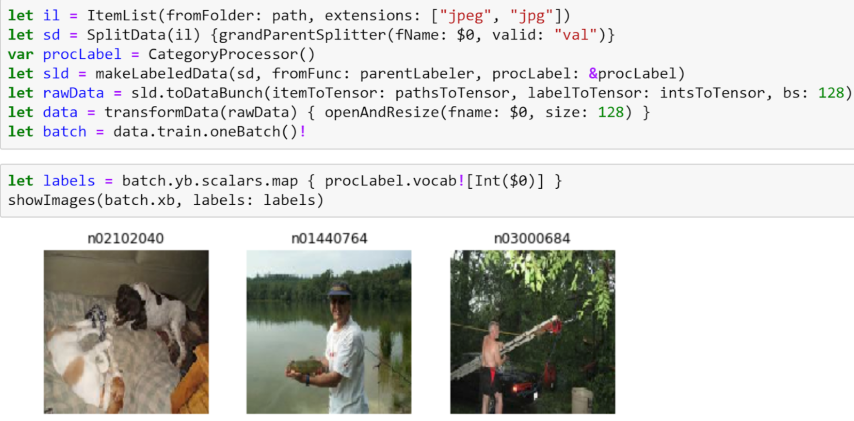 let il = ItemList(fromFolder: path, extensions: ["jpeg", "jpg"])
let sd = SplitData(il) {grandParentSplitter(fName: $0, valid: "val")}
var procLabel = CategoryProcessor()
let sld = makeLabeledData(sd, fromFunc: parentLabeler, procLabel: &procLabel)
let rawData = sld.toDataBunch(itemToTensor: pathsToTensor, labelToTensor: intsToTensor, bs: 128)
let data = transformData(rawData) { openAndResize(fname: $0, size: 128) }
let batch = data.train.oneBatch()!
let labels = batch.yb.scalars.map { procLabel.vocab![Int($0)] }
showImages(batch.xb, labels: labels)
n02102040 n01440764 n03000684